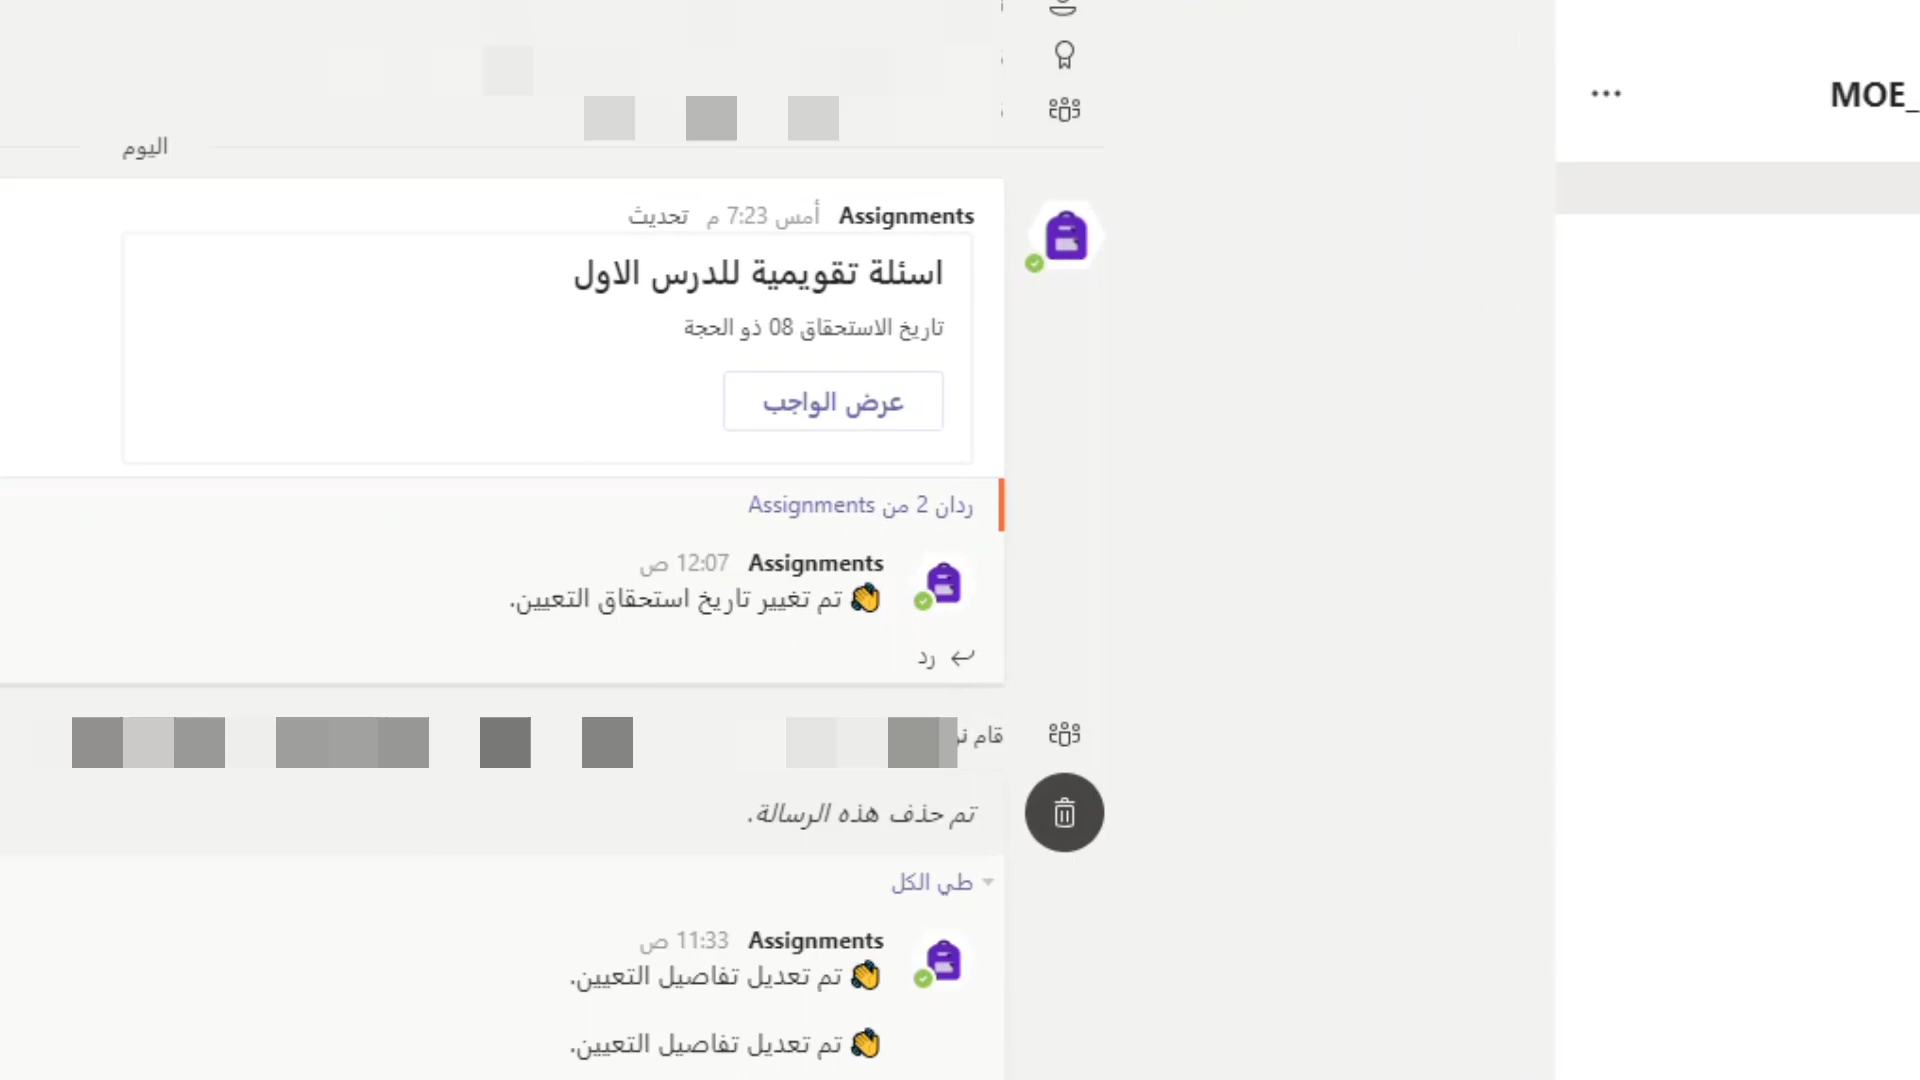 MOE_
اليوم
Assignments أمس 7:23 م تحديث
اسئلة تقويمية للدرس الاول
تاريخ الاستحقاق 08 ذو الحجة
عرض الواجب
ردان 2 من Assignments
Assignments 12:07 ص
👋 تم تغيير تاريخ استحقاق التعيين.
رد
قام
تم حذف هذه الرسالة.
طي الكل
Assignments 11:33 ص
👋 تم تعديل تفاصيل التعيين.
👋 تم تعديل تفاصيل التعيين.